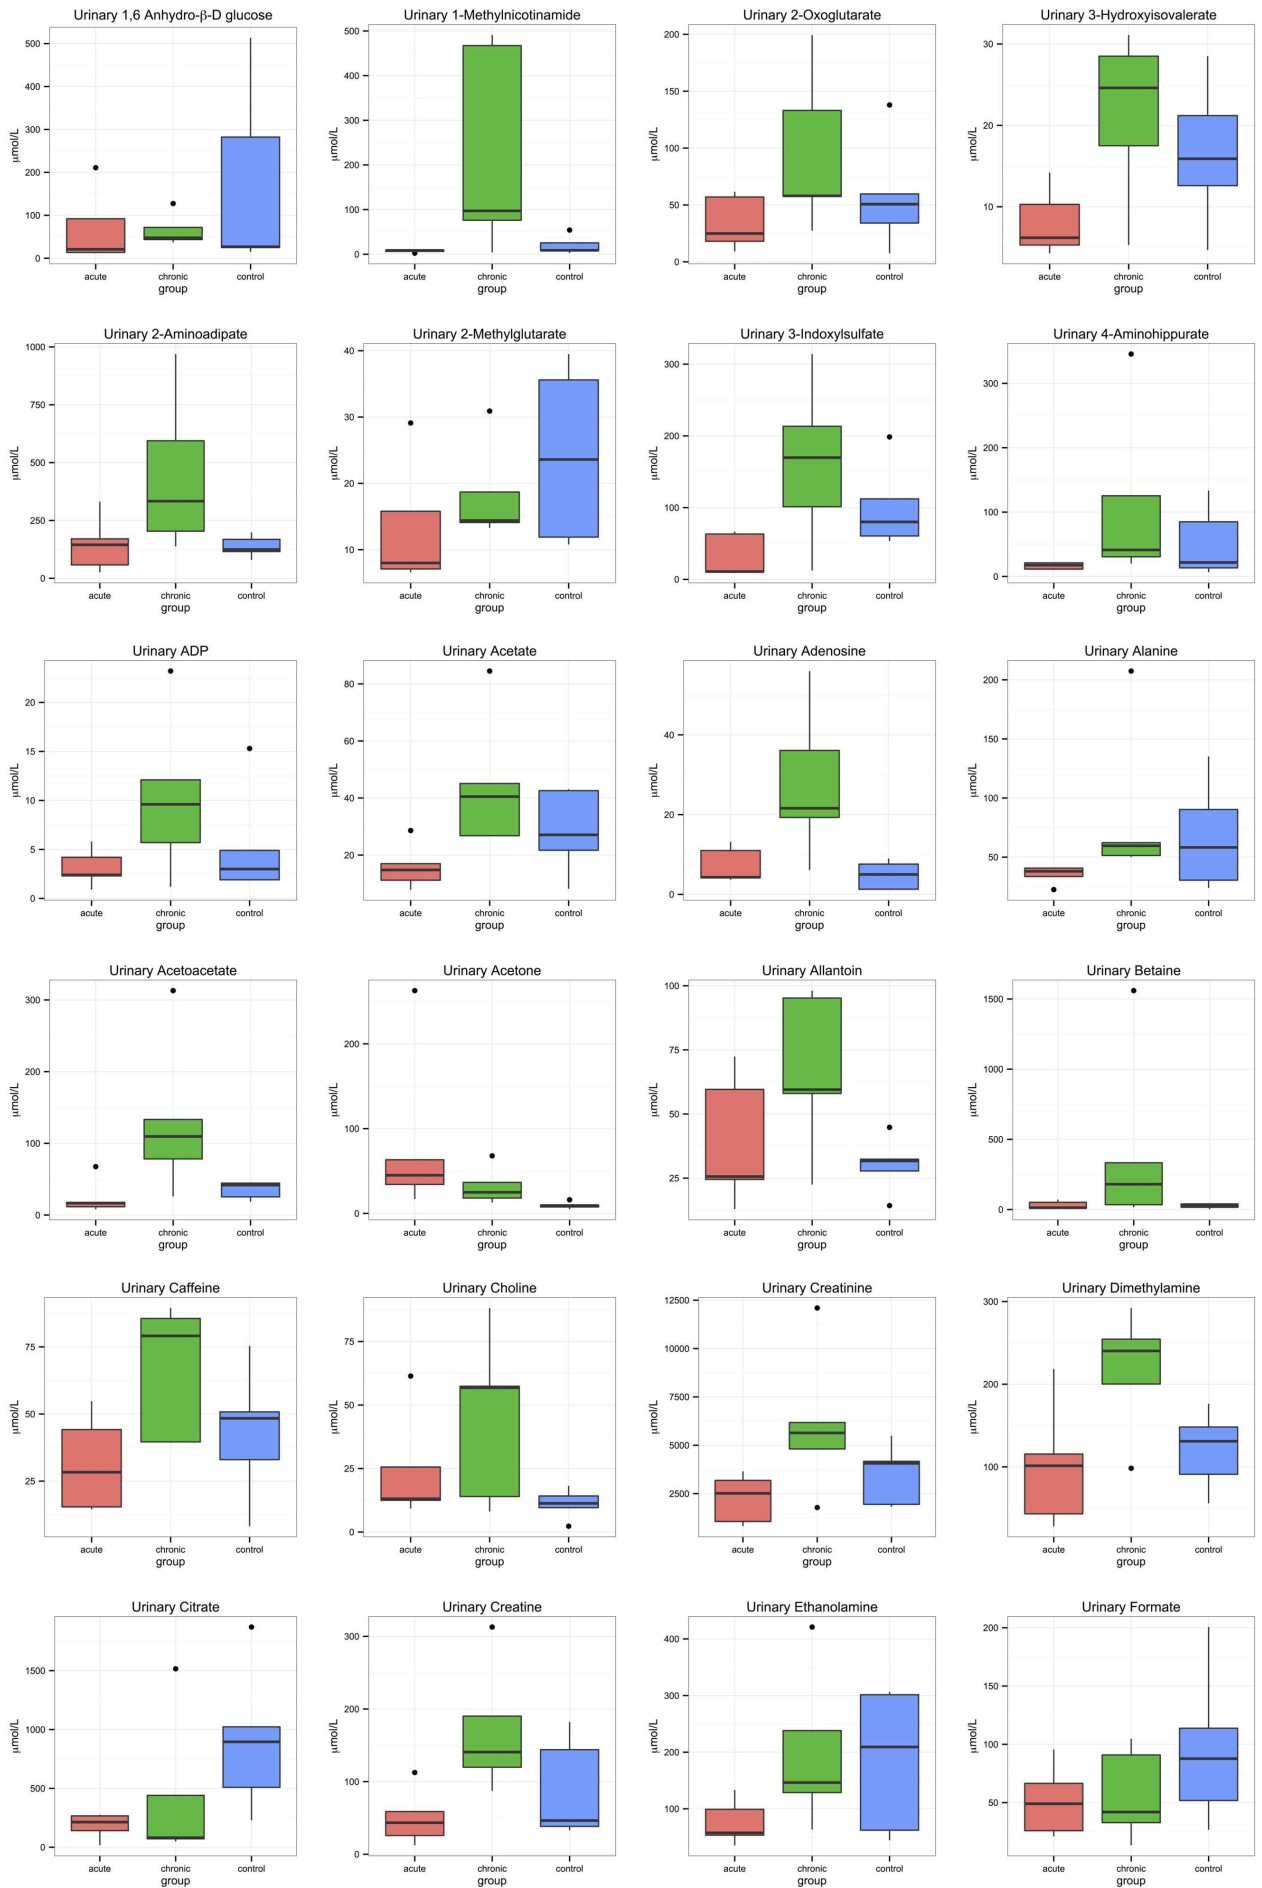 Urinary 1,6 Anhydro-β-D glucose
500
400
300
200
100
0
μmol/L
acute chronic control
group
Urinary 1-Methylnicotinamide
500
400
300
200
100
0
μmol/L
acute chronic control
group
Urinary 2-Oxoglutarate
200
150
100
50
0
μmol/L
acute chronic control
group
Urinary 3-Hydroxyisovalerate
30
20
10
μmol/L
acute chronic control
group
Urinary 2-Aminoadipate
1000
750
500
250
0
μmol/L
acute chronic control
group
Urinary 2-Methylglutarate
40
30
20
10
μmol/L
acute chronic control
group
Urinary 3-Indoxylsulfate
300
200
100
0
μmol/L
acute chronic control
group
Urinary 4-Aminohippurate
300
200
100
0
μmol/L
acute chronic control
group
Urinary ADP
20
15
10
5
0
μmol/L
acute chronic control
group
Urinary Acetate
80
60
40
20
μmol/L
acute chronic control
group
Urinary Adenosine
40
20
0
μmol/L
acute chronic control
group
Urinary Alanine
200
150
100
50
μmol/L
acute chronic control
group
Urinary Acetoacetate
300
200
100
0
μmol/L
acute chronic control
group
Urinary Acetone
200
100
0
μmol/L
acute chronic control
group
Urinary Allantoin
100
75
50
25
μmol/L
acute chronic control
group
Urinary Betaine
1500
1000
500
0
μmol/L
acute chronic control
group
Urinary Caffeine
75
50
25
μmol/L
acute chronic control
group
Urinary Choline
75
50
25
0
μmol/L
acute chronic control
group
Urinary Creatinine
12500
10000
7500
5000
2500
μmol/L
acute chronic control
group
Urinary Dimethylamine
300
200
100
μmol/L
acute chronic control
group
Urinary Citrate
1500
1000
500
0
μmol/L
acute chronic control
group
Urinary Creatine
300
200
100
0
μmol/L
acute chronic control
group
Urinary Ethanolamine
400
300
200
100
μmol/L
acute chronic control
group
Urinary Formate
200
150
100
50
μmol/L
acute chronic control
group